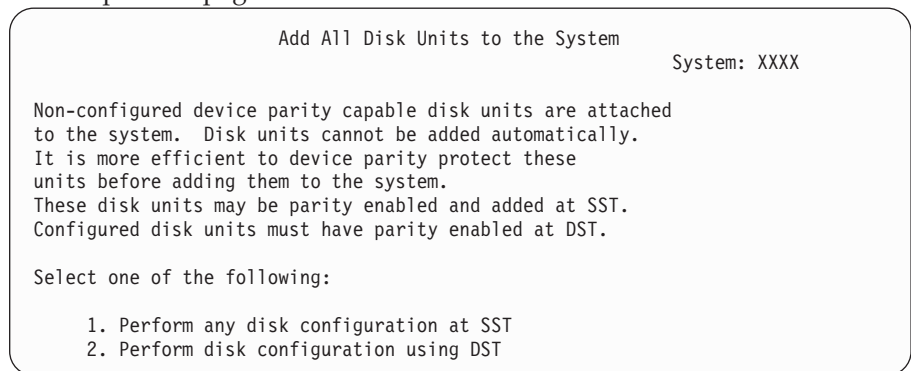 Add All Disk Units to the System
System: XXXX
Non-configured device parity capable disk units are attached
to the system. Disk units cannot be added automatically.
It is more efficient to device parity protect these
units before adding them to the system.
These disk units may be parity enabled and added at SST.
Configured disk units must have parity enabled at DST.
Select one of the following:
1. Perform any disk configuration at SST
2. Perform disk configuration using DST